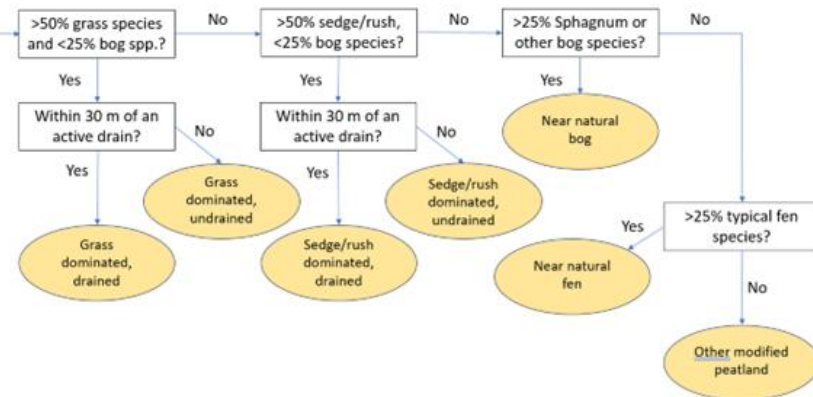 >50% grass species
and <25% bog spp.?
No
>50% sedge/rush,
<25% bog species?
No
>25% Sphagnum or
other bog species?
No
Yes
Yes
Yes
Within 30 m of an
active drain?
No
Within 30 m of an
active drain?
No
Near natural
bog
Yes
Grass
dominated,
undrained
Yes
Sedge/rush
dominated,
undrained
>25% typical fen
species?
Yes
Grass
dominated,
drained
Sedge/rush
dominated,
drained
Near natural
fen
No
Other modified
peatland